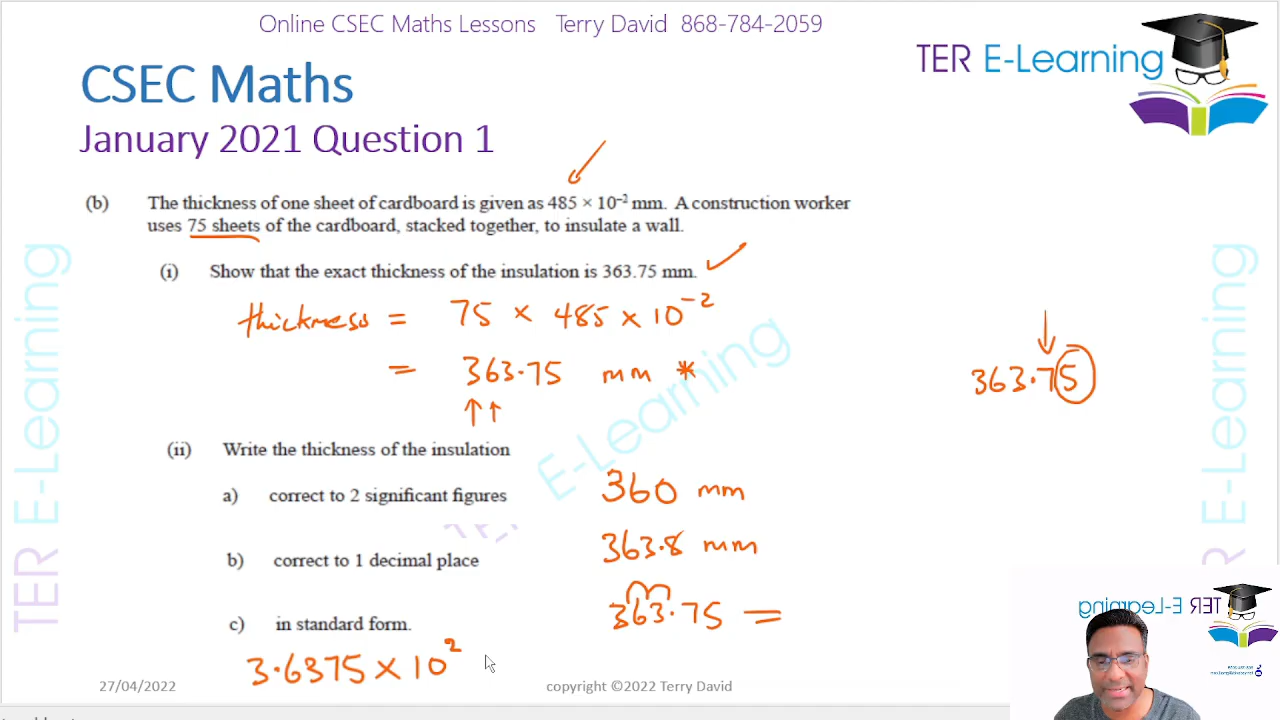 Online CSEC Maths Lessons Terry David 868-784-2059
TER E-Learning
CSEC Maths
January 2021 Question 1
(b) The thickness of one sheet of cardboard is given as 485 × 10⁻² mm. A construction worker
uses 75 sheets of the cardboard, stacked together, to insulate a wall.
(i) Show that the exact thickness of the insulation is 363.75 mm.
thickness = 75 × 485 × 10⁻²
= 363.75 mm *
363.75
(ii) Write the thickness of the insulation
a) correct to 2 significant figures 360 mm
b) correct to 1 decimal place 363.8 mm
c) in standard form. 363.75 =
3.6375 × 10²
27/04/2022 copyright ©2022 Terry David
TER E-Learning
TER E-Learning
E-Learning
TER E-Learning